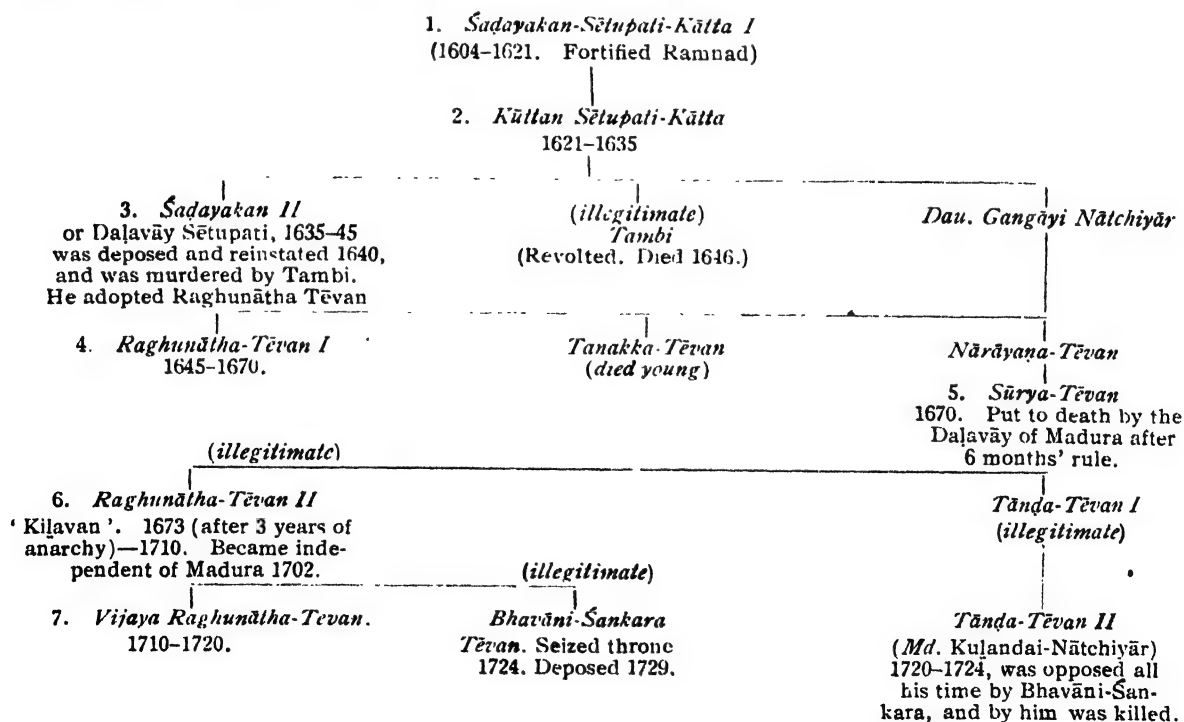 1. Śaḍayakan-Sētupati-Kātta I
(1604–1621. Fortified Ramnad)
2. Kūttan Sētupati-Kātta
1621–1635
3. Śadayakan II
or Daḷavāy Sētupati, 1635–45
was deposed and reinstated 1640,
and was murdered by Tambi.
He adopted Raghunātha Tēvan
(illegitimate)
Tambi
(Revolted. Died 1646.)
Dau. Gangāyi Nātchiyār
4. Raghunātha-Tēvan I
1645–1670.
Tanakka-Tēvan
(died young)
Nārāyaṇa-Tēvan
5. Sūrya-Tēvan
1670. Put to death by the
Daḷavāy of Madura after
6 months' rule.
(illegitimate)
6. Raghunātha-Tēvan II
‘ Kiḷavan ’. 1673 (after 3 years of
anarchy)—1710. Became inde-
pendent of Madura 1702.
Tāṇḍa-Tēvan I
(illegitimate)
7. Vijaya Raghunātha-Tevan.
1710–1720.
(illegitimate)
Bhavāni-Śankara
Tēvan. Seized throne
1724. Deposed 1729.
Tāṇḍa-Tēvan II
(Md. Kuḷandai-Nātchiyār)
1720–1724, was opposed all
his time by Bhavāni-Śan-
kara, and by him was killed.